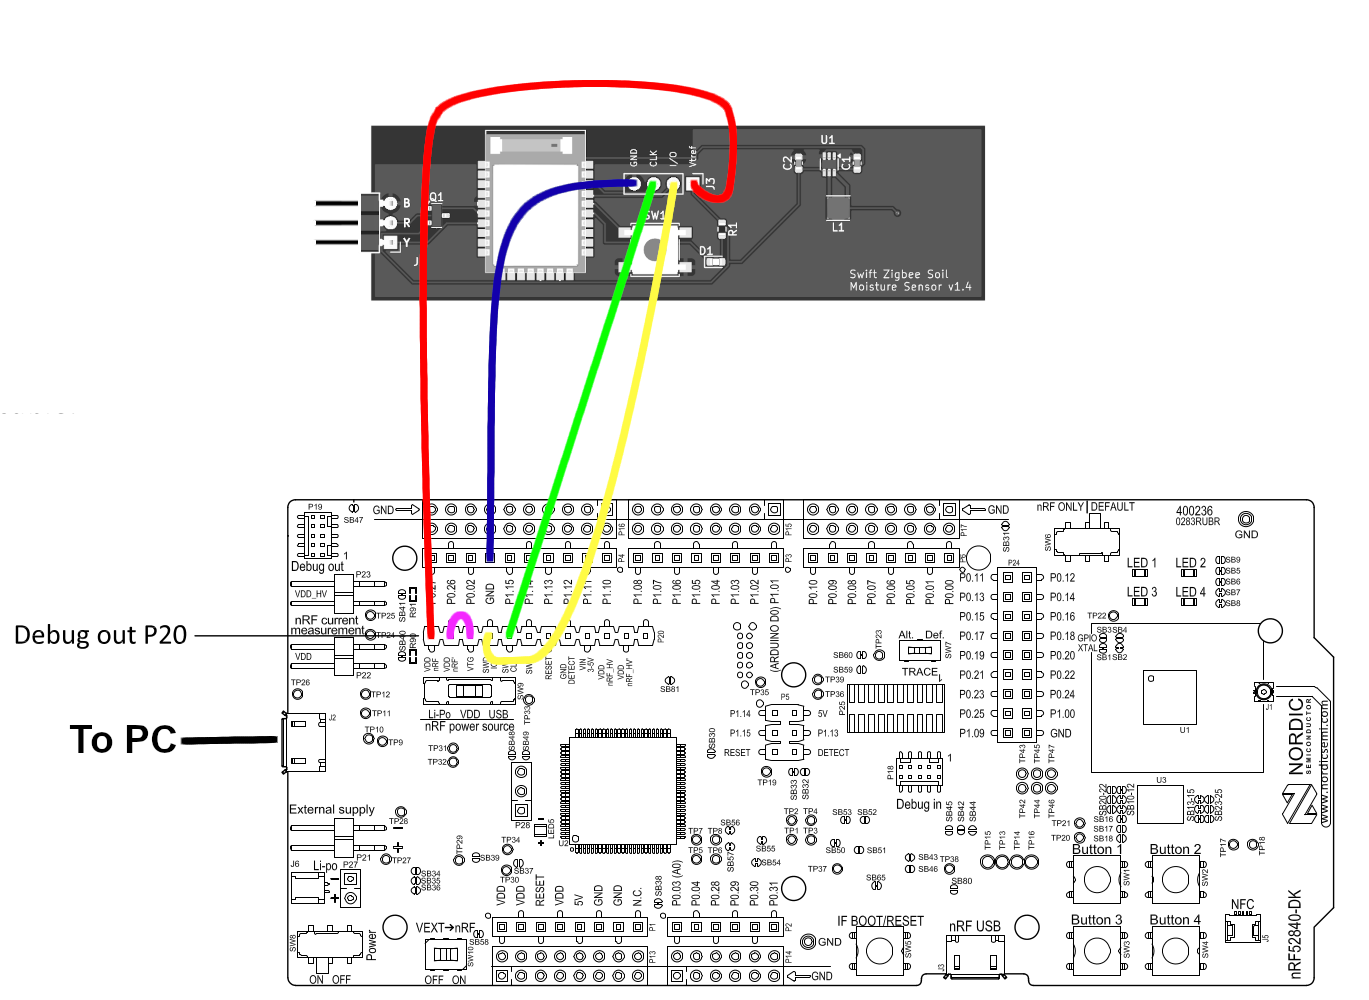 GND
CLK
I/O
Vtref
J3
U1
C2
C1
Q1
B
R
Y
J
SW1
R1
D1
L1
Swift Zigbee Soil
Moisture Sensor v1.4
P19
SB47
GND
P16
P15
P17
GND
SB31
nRF ONLY
DEFAULT
SW6
400236
0283RUBR
GND
1
Debug out
P4
P3
P6
P24
LED 1
LED 2
SB9
SB5
SB6
SB7
SB8
P23
VDD_HV
SB41
R91
P0.26
P0.02
GND
P1.15
P1.14
P1.13
P1.12
P1.11
P1.10
P1.08
P1.07
P1.06
P1.05
P1.04
P1.03
P1.02
P1.01
P0.10
P0.09
P0.08
P0.07
P0.06
P0.05
P0.01
P0.00
P0.11
P0.12
P0.13
P0.14
LED 3
LED 4
TP25
nRF current
measurement
P0.15
P0.16
TP22
Debug out P20
TP24
SB40
R90
P20
(ARDUINO D0)
TP23
Alt.
Def.
SW7
P0.17
P0.18
GPIO
XTAL
SB3
SB4
SB1
SB2
VDD
P22
VDD
nRF
VDD
nRF
VTG
RESET
GND
DETECT
VIN
3-5V
VDD
nRF_HV
VDD
nRF_HV
SB60
SB59
P0.19
P0.20
TRACE
P0.21
P0.22
TP26
TP12
TP11
TP10
TP9
SW9
Li-Po
VDD
USB
nRF power source
TP33
SB81
TP35
TP39
TP36
P25
P0.23
P0.24
P5
P1.14
5V
P0.25
P1.00
J1
J2
To PC
P1.15
P1.13
P1.09
GND
U1
TP31
TP32
SB48
SB49
SB30
RESET
DETECT
P18
1
TP43
TP45
TP47
NORDIC
SEMICONDUCTOR
www.nordicsemi.com
TP19
SB33
SB32
U3
Debug in
TP42
TP44
TP46
SB20-22
SB10-12
SB13-15
SB23-25
External supply
TP28
P28
LED5
U2
SB56
TP2
TP4
SB53
SB52
SB45
SB42
SB44
TP21
TP20
SB16
SB17
SB18
P21
TP27
TP29
SB39
TP34
TP7
TP8
TP5
TP6
SB57
SB55
TP1
TP3
SB50
SB51
TP15
TP13
TP14
TP16
TP17
TP18
J6
Li-po
P27
SB34
SB35
SB36
SB37
TP30
SB54
TP37
SB43
SB46
TP38
SB65
SB80
Button 1
Button 2
SW1
SW2
VDD
VDD
RESET
VDD
5V
GND
GND
N.C.
SB38
P0.03 (A0)
P0.04
P0.28
P0.29
P0.30
P0.31
NFC
J5
SW8
Power
ON
OFF
VEXT→nRF
SB58
SW10
OFF
ON
P1
P2
P13
P14
GND
GND
IF BOOT/RESET
SW5
nRF USB
J3
Button 3
Button 4
SW3
SW4
nRF52840-DK